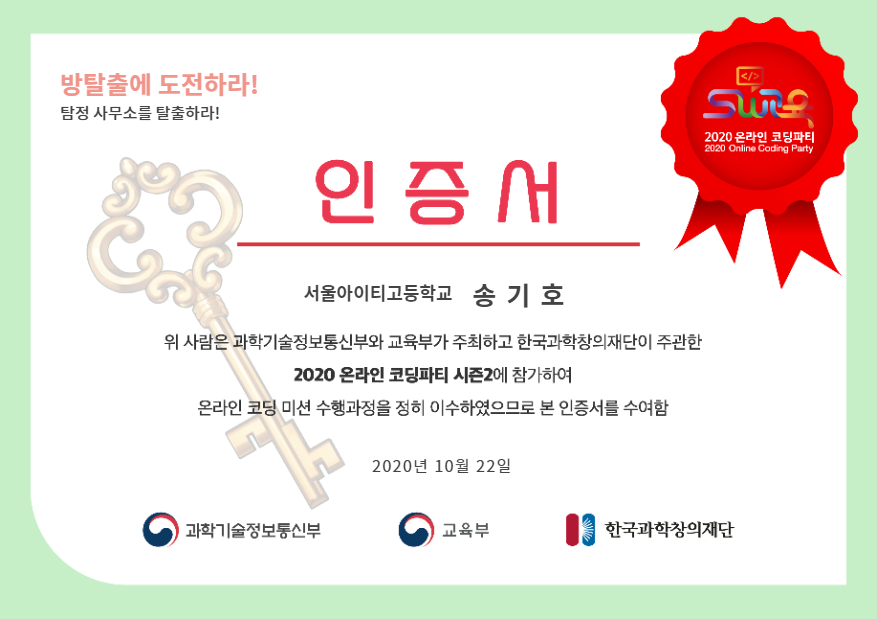 방탈출에 도전하라!
탐정 사무소를 탈출하라!
</>
SW교육
2020 온라인 코딩파티
2020 Online Coding Party
인증서
서울아이티고등학교 송 기 호
위 사람은 과학기술정보통신부와 교육부가 주최하고 한국과학창의재단이 주관한
2020 온라인 코딩파티 시즌2에 참가하여
온라인 코딩 미션 수행과정을 정히 이수하였으므로 본 인증서를 수여함
2020년 10월 22일
과학기술정보통신부 교육부 한국과학창의재단